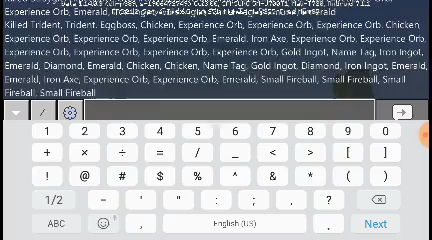 Orb, Experience Orb, Emerald
Killed Trident, Trident, Eggboss, Chicken, Experience Orb, Experience Orb, Experience Orb, Chicken,
Experience Orb, Experience Orb, Experience Orb, Experience Orb, Emerald, Iron Axe, Experience Orb,
Experience Orb, Experience Orb, Experience Orb, Experience Orb, Gold Ingot, Name Tag, Iron Ingot,
Emerald, Diamond, Emerald, Chicken, Chicken, Name Tag, Gold Ingot, Diamond, Iron Ingot, Emerald,
Emerald, Iron Axe, Experience Orb, Experience Orb, Emerald, Small Fireball, Small Fireball, Small
Fireball, Small Fireball
/
1 2 3 4 5 6 7 8 9 0
+ × ÷ = / _ < > [ ]
! @ # $ % ^ & * ( )
1/2 - ' " : ; , ?
ABC , English (US) . Next